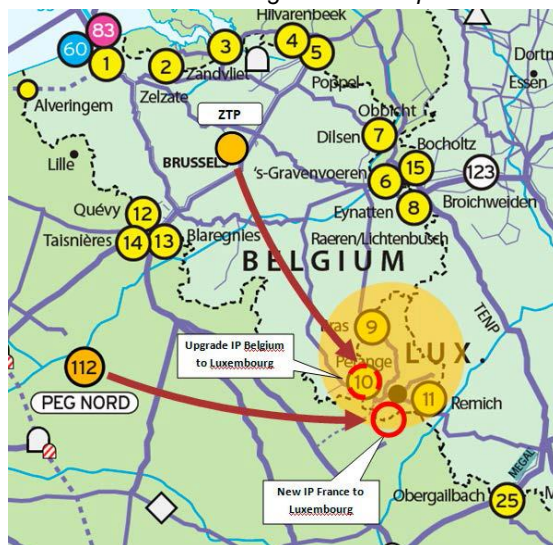 Hilvarenbeek
83
60
1
2
3
4
5
Zandvliet
Zelzate
Poppel
Alveringem
ZTP
Obbicht
Dilsen
7
Dortm
Essen
Lille
BRUSSELS
's-Gravenvoeren
Bocholtz
15
6
123
8
Broichweiden
Eynatten
Raeren/Lichtenbusch
Quévy
12
Taisnières
14
13
Blaregnies
BELGIUM
TENP
Bras
9
Upgrade IP Belgium
to Luxembourg
Pétange
LUX.
10
11
Remich
112
PEG NORD
New IP France to
Luxembourg
MEGAL
Obergailbach
25
M